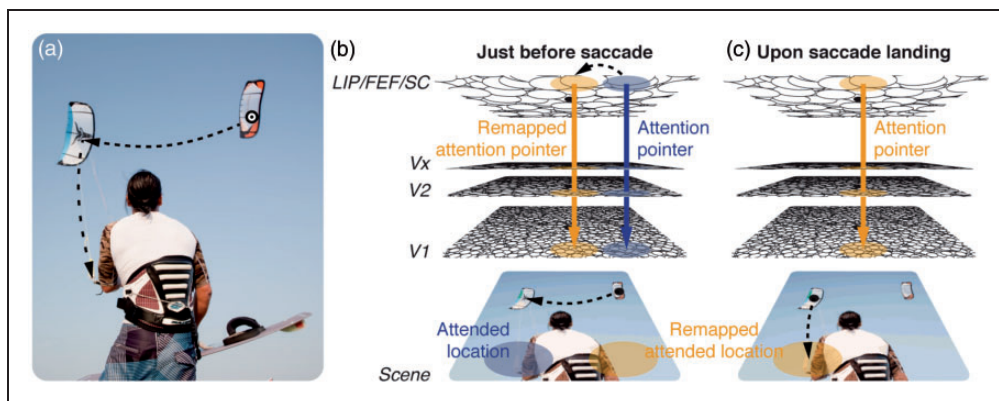 (a)
(b)
Just before saccade
(c) Upon saccade landing
LIP/FEF/SC
Remapped
attention pointer
Attention
pointer
Attention
pointer
Vx
V2
V1
Attended
location
Remapped
attended location
Scene